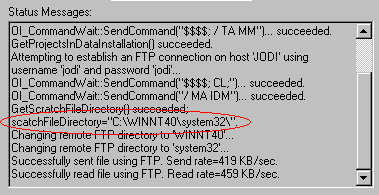 Status Messages:
OI_CommandWait::SendCommand("$$$$; / TA MM")... succeeded.
GetProjectsInDataInstallation() succeeded.
Attempting to establish an FTP connection on host 'JODI' using
username 'jodi' and password 'jodi'...
OI_CommandWait::SendCommand("$$$$; CL;")... succeeded.
OI_CommandWait::SendCommand("/ MA IDM")... succeeded.
GetScratchFileDirectory() succeeded;
scatchFileDirectory="C:\WINNT40\system32\"
Changing remote FTP directory to 'WINNT40'...
Changing remote FTP directory to 'system32'...
Successfully sent file using FTP. Send rate=419 KB/sec.
Successfully read file using FTP. Read rate=459 KB/sec.